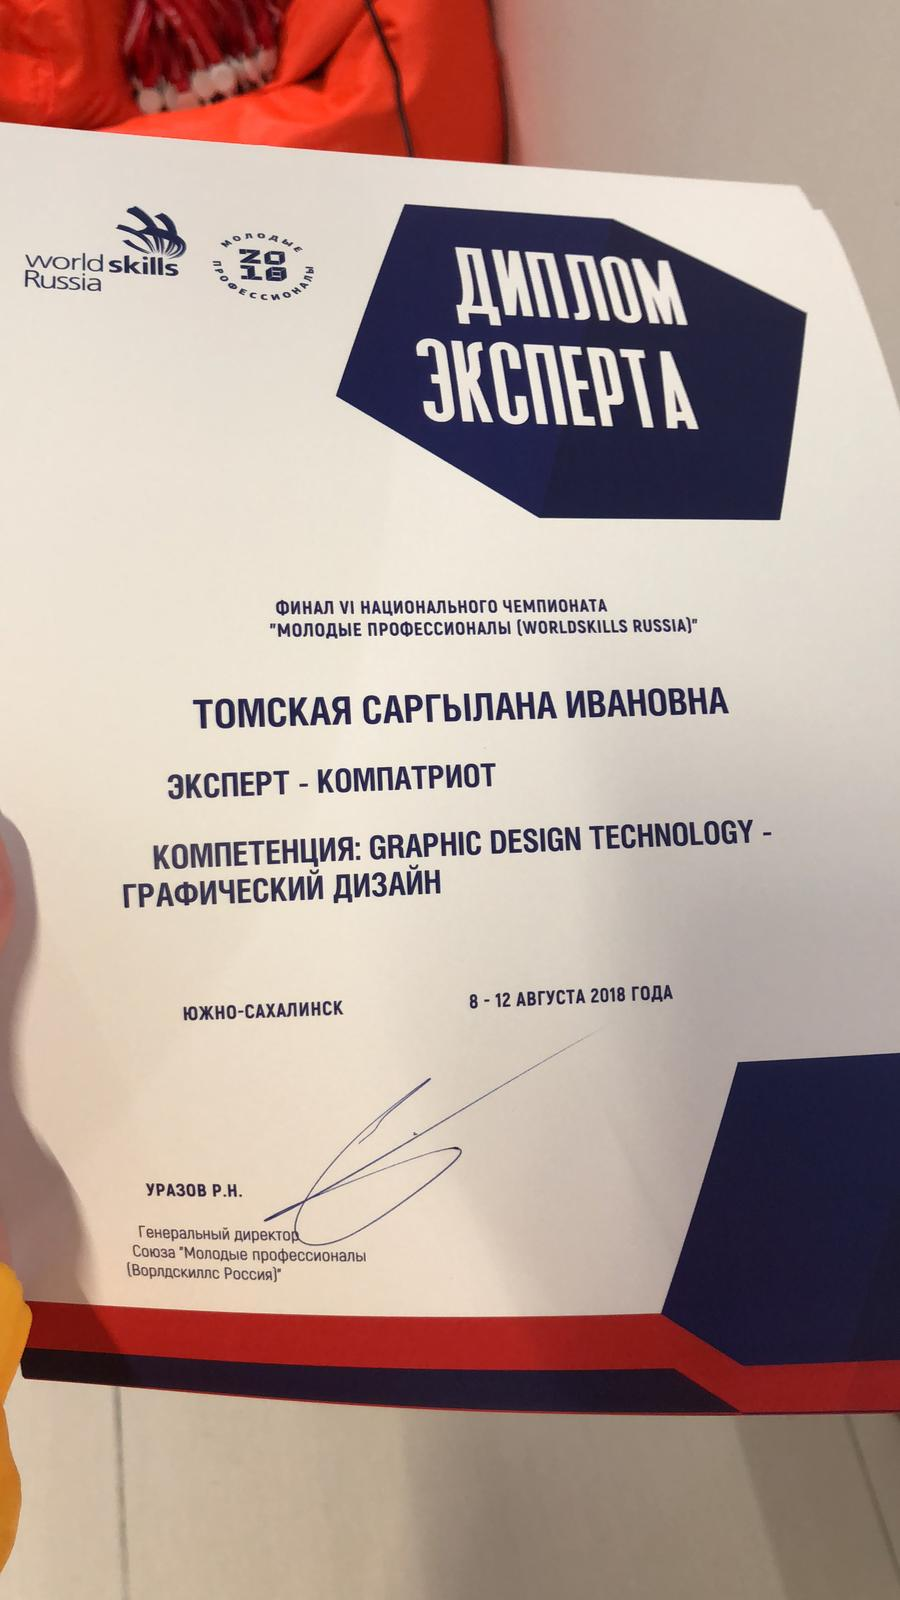 world skills
Russia
МОЛОДЫЕ
2018
ПРОФЕССИОНАЛЫ
ДИПЛОМ
ЭКСПЕРТА
ФИНАЛ VI НАЦИОНАЛЬНОГО ЧЕМПИОНАТА
"МОЛОДЫЕ ПРОФЕССИОНАЛЫ (WORLDSKILLS RUSSIA)"
ТОМСКАЯ САРГЫЛАНА ИВАНОВНА
ЭКСПЕРТ - КОМПАТРИОТ
КОМПЕТЕНЦИЯ: GRAPHIC DESIGN TECHNOLOGY -
ГРАФИЧЕСКИЙ ДИЗАЙН
ЮЖНО-САХАЛИНСК 8 - 12 АВГУСТА 2018 ГОДА
УРАЗОВ Р.Н.
Генеральный директор
Союза "Молодые профессионалы
(Ворлдскиллс Россия)"